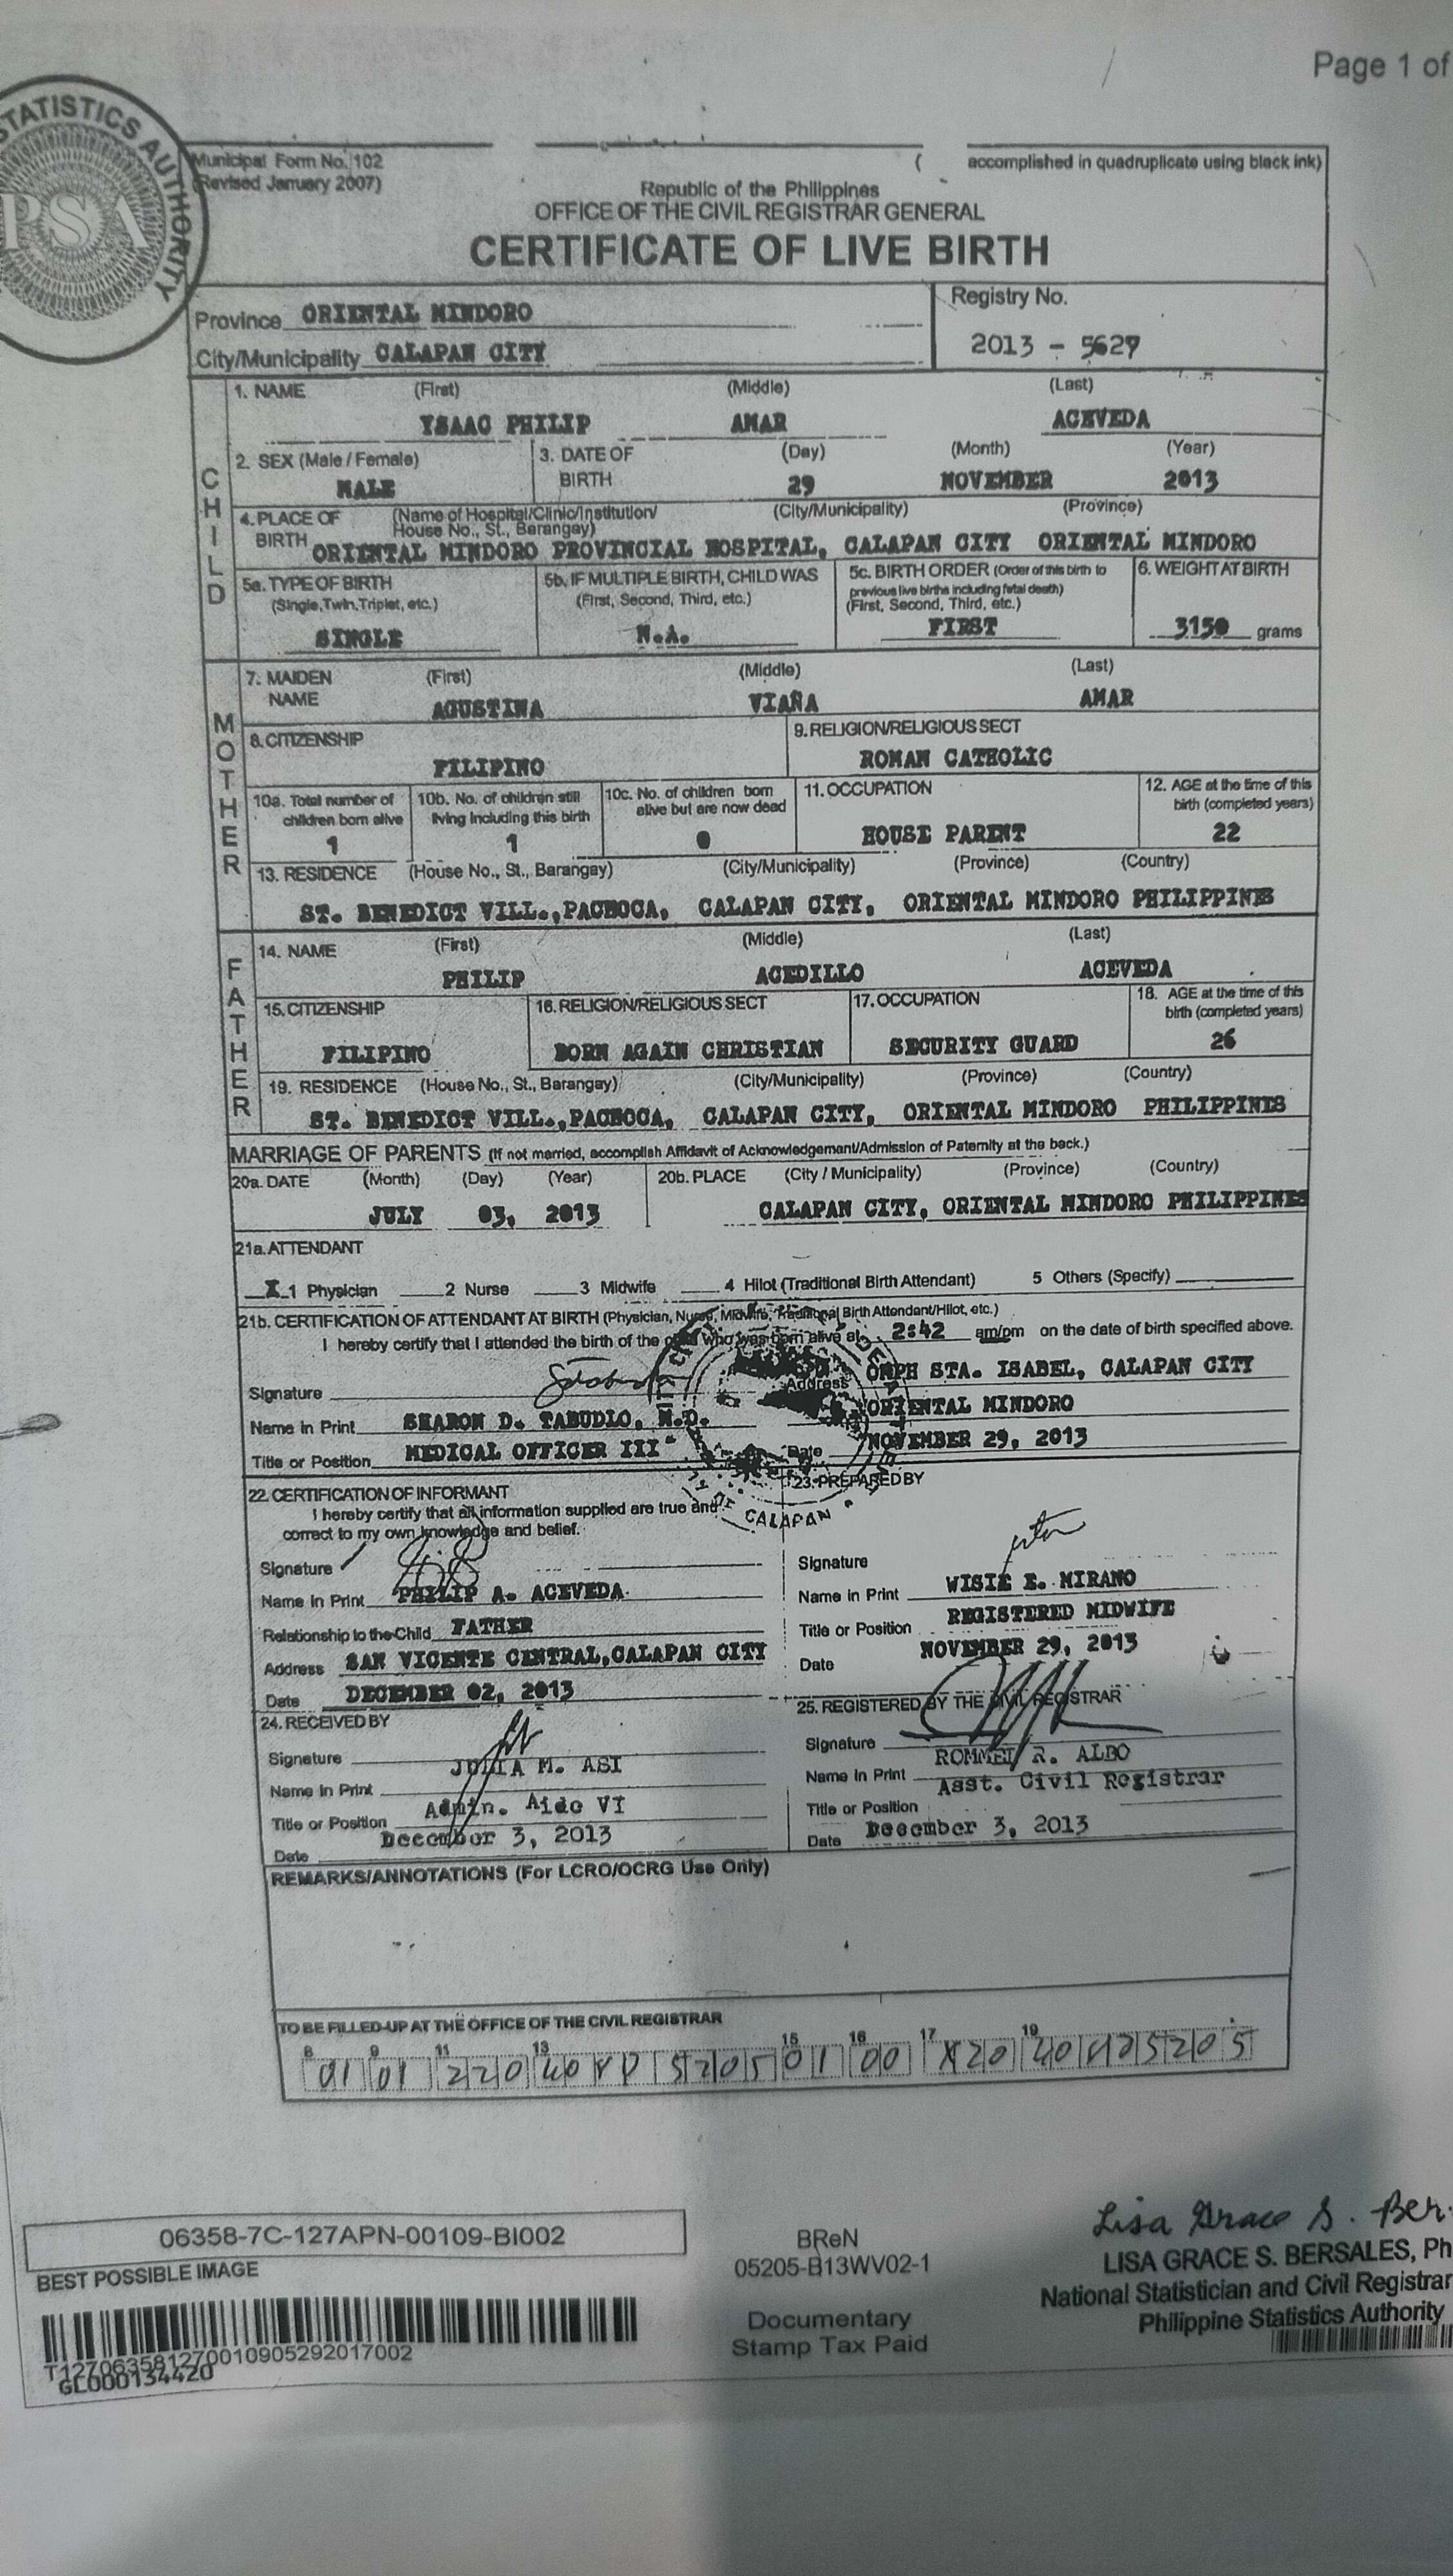 Page 1 of
STATISTICS AUTHORITY
PSA
Municipal Form No. 102
(Revised January 2007)
accomplished in quadruplicate using black ink)
Republic of the Philippines
OFFICE OF THE CIVIL REGISTRAR GENERAL
CERTIFICATE OF LIVE BIRTH
Province ORIENTAL MINDORO
City/Municipality CALAPAN CITY
Registry No.
2013 - 5627
CHILD
1. NAME (First) (Middle) (Last)
YSAAC PHILIP AMAR ACEVEDA
2. SEX (Male / Female) 3. DATE OF BIRTH (Day) (Month) (Year)
MALE 29 NOVEMBER 2013
4. PLACE OF BIRTH (Name of Hospital/Clinic/Institution/ House No., St., Barangay) (City/Municipality) (Province)
ORIENTAL MINDORO PROVINCIAL HOSPITAL, CALAPAN CITY ORIENTAL MINDORO
5a. TYPE OF BIRTH (Single, Twin, Triplet, etc.) 5b. IF MULTIPLE BIRTH, CHILD WAS (First, Second, Third, etc.) 5c. BIRTH ORDER (Order of this birth to previous live births including fetal death) (First, Second, Third, etc.) 6. WEIGHT AT BIRTH
SINGLE N.A. FIRST 3150 grams
MOTHER
7. MAIDEN NAME (First) (Middle) (Last)
AGUSTINA VIAÑA AMAR
8. CITIZENSHIP 9. RELIGION/RELIGIOUS SECT
FILIPINO ROMAN CATHOLIC
10a. Total number of children born alive 10b. No. of children still living including this birth 10c. No. of children born alive but are now dead 11. OCCUPATION 12. AGE at the time of this birth (completed years)
1 1 0 HOUSE PARENT 22
13. RESIDENCE (House No., St., Barangay) (City/Municipality) (Province) (Country)
ST. BENEDICT VILL.,PACHOCA, CALAPAN CITY, ORIENTAL MINDORO PHILIPPINES
FATHER
14. NAME (First) (Middle) (Last)
PHILIP ACEDILLO ACEVEDA
15. CITIZENSHIP 16. RELIGION/RELIGIOUS SECT 17. OCCUPATION 18. AGE at the time of this birth (completed years)
FILIPINO BORN AGAIN CHRISTIAN SECURITY GUARD 26
19. RESIDENCE (House No., St., Barangay) (City/Municipality) (Province) (Country)
ST. BENEDICT VILL.,PACHOCA, CALAPAN CITY, ORIENTAL MINDORO PHILIPPINES
MARRIAGE OF PARENTS (If not married, accomplish Affidavit of Acknowledgement/Admission of Paternity at the back.)
20a. DATE (Month) (Day) (Year) 20b. PLACE (City / Municipality) (Province) (Country)
JULY 03, 2013 CALAPAN CITY, ORIENTAL MINDORO PHILIPPINES
21a. ATTENDANT
X 1 Physician 2 Nurse 3 Midwife 4 Hilot (Traditional Birth Attendant) 5 Others (Specify)
21b. CERTIFICATION OF ATTENDANT AT BIRTH (Physician, Nurse, Midwife, Traditional Birth Attendant/Hilot, etc.)
I hereby certify that I attended the birth of the child who was born alive at 2:42 am/pm on the date of birth specified above.
Signature Address ORPH STA. ISABEL, CALAPAN CITY
Name in Print SHARON D. TABUDLO, M.D. ORIENTAL MINDORO
Title or Position MEDICAL OFFICER III Date NOVEMBER 29, 2013
CALAPAN
22. CERTIFICATION OF INFORMANT
I hereby certify that all information supplied are true and
correct to my own knowledge and belief.
Signature
Name in Print PHILIP A. ACEVEDA
Relationship to the Child FATHER
Address SAN VICENTE CENTRAL,CALAPAN CITY
Date DECEMBER 02, 2013
23. PREPARED BY
Signature
Name in Print WISIE E. MIRANO
Title or Position REGISTERED MIDWIFE
Date NOVEMBER 29, 2013
24. RECEIVED BY
Signature
Name in Print JULIA M. ASI
Title or Position Admin. Aide VI
Date December 3, 2013
25. REGISTERED BY THE CIVIL REGISTRAR
Signature
Name in Print ROMMEL R. ALBO
Title or Position Asst. Civil Registrar
Date December 3, 2013
REMARKS/ANNOTATIONS (For LCRO/OCRG Use Only)
TO BE FILLED-UP AT THE OFFICE OF THE CIVIL REGISTRAR
8 9 11 13 15 16 17 19
06358-7C-127APN-00109-BI002
BEST POSSIBLE IMAGE
T127063581270010905292017002
GL000134420
BReN
05205-B13WV02-1
Documentary
Stamp Tax Paid
Lisa Grace S. Ber
LISA GRACE S. BERSALES, Ph
National Statistician and Civil Registrar
Philippine Statistics Authority